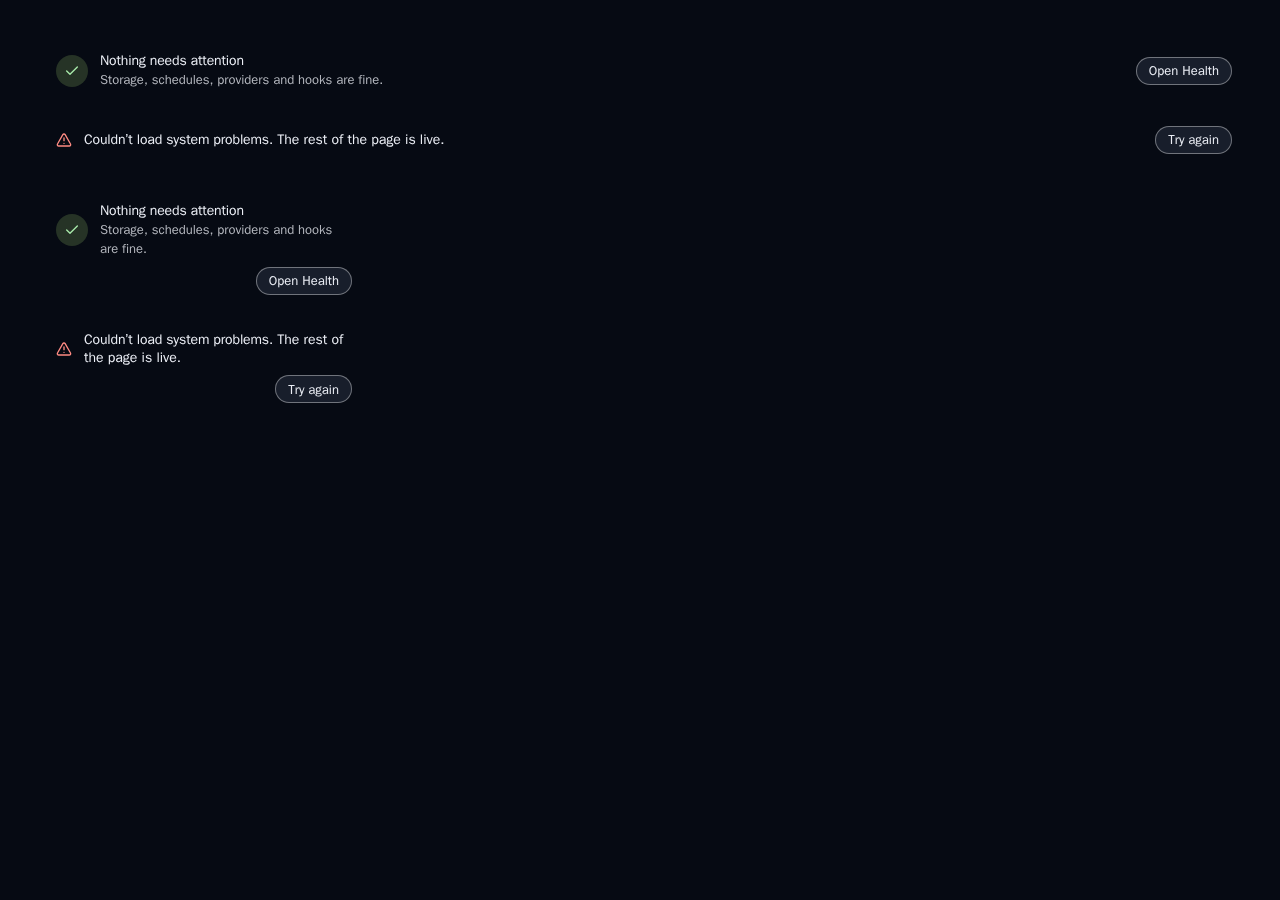 Nothing needs attention
Storage, schedules, providers and hooks are fine.
Open Health
Couldn't load system problems. The rest of the page is live.
Try again
Nothing needs attention
Storage, schedules, providers and hooks
are fine.
Open Health
Couldn't load system problems. The rest of
the page is live.
Try again